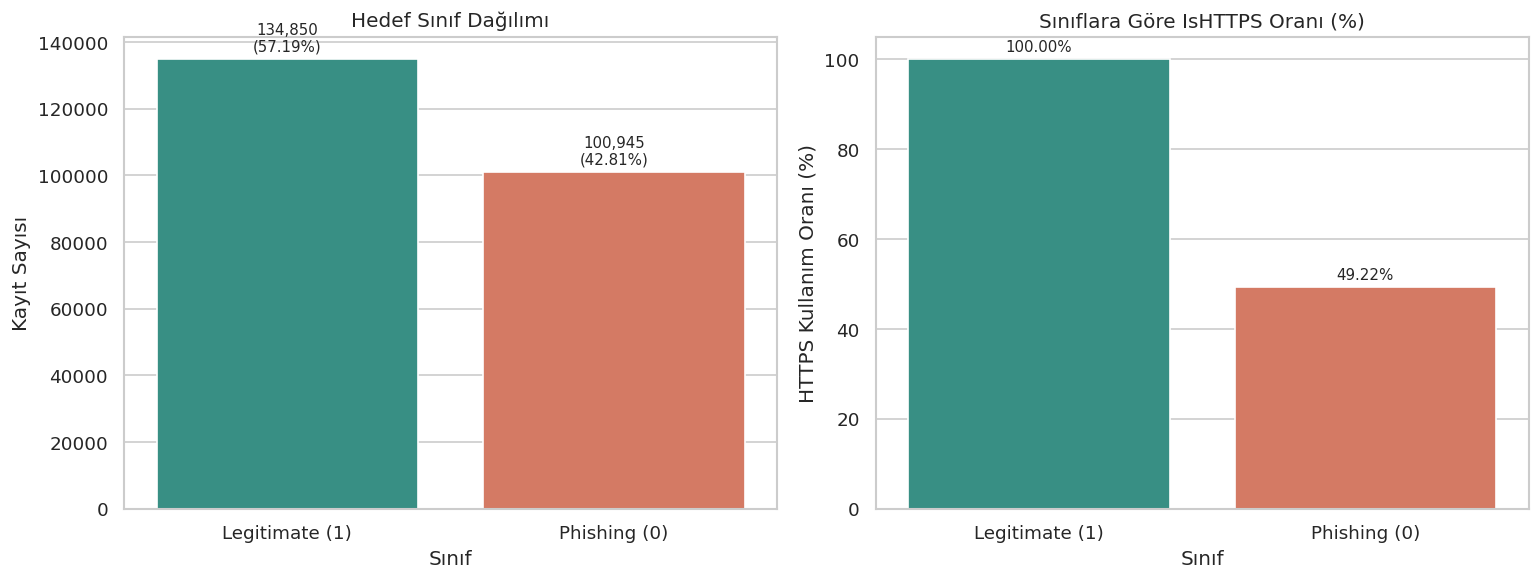 Hedef Sınıf Dağılımı
134,850
(57.19%)
100,945
(42.81%)
140000
120000
100000
80000
60000
40000
20000
0
Kayıt Sayısı
Legitimate (1)
Phishing (0)
Sınıf
Sınıflara Göre IsHTTPS Oranı (%)
100.00%
49.22%
100
80
60
40
20
0
HTTPS Kullanım Oranı (%)
Legitimate (1)
Phishing (0)
Sınıf